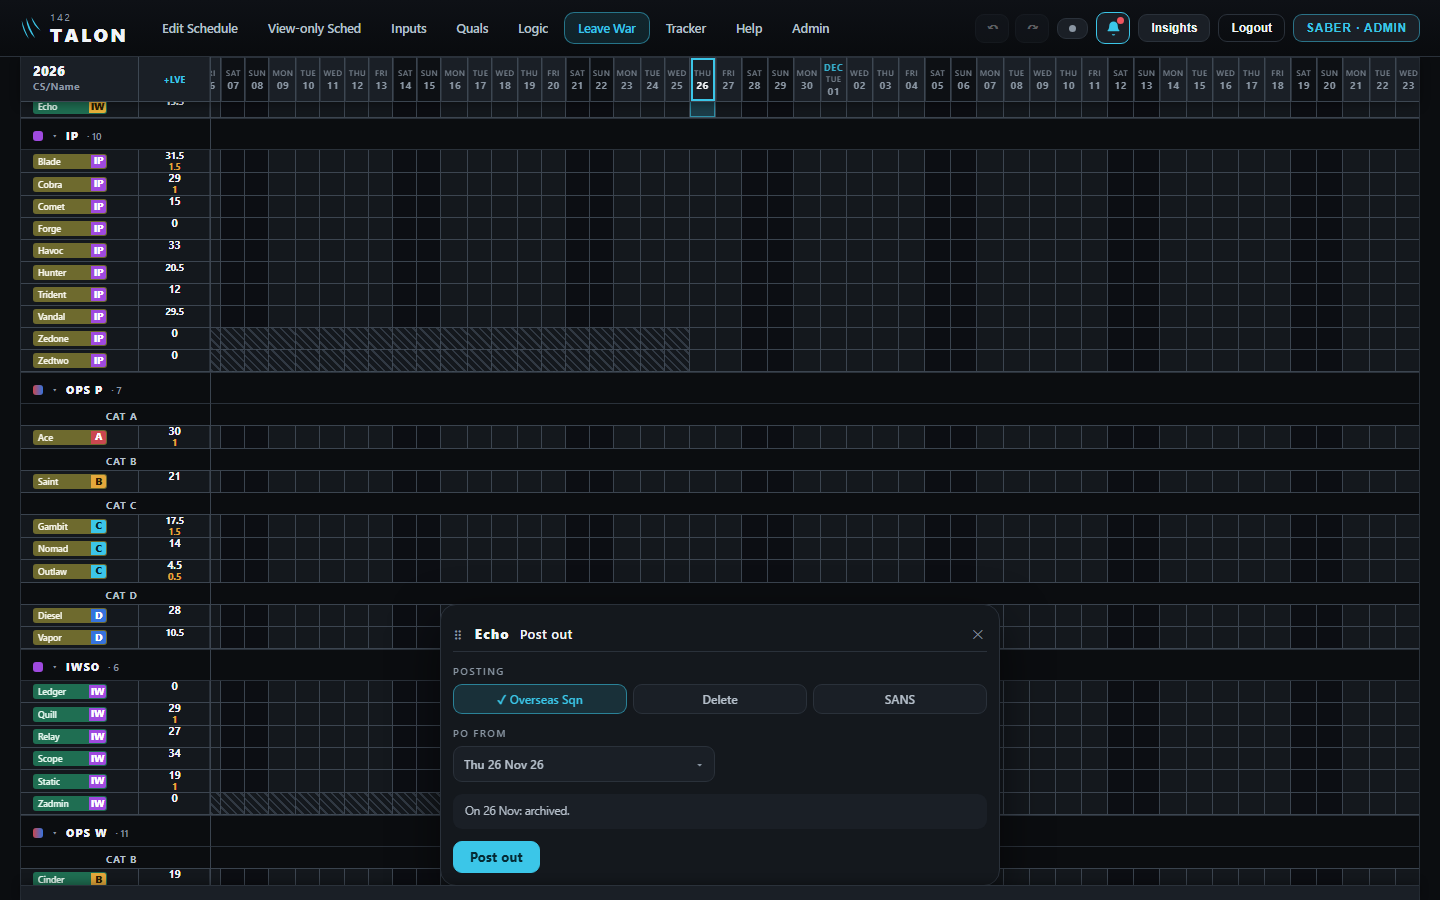 142
TALON
Edit Schedule
View-only Sched
Inputs
Quals
Logic
Leave War
Tracker
Help
Admin
Insights
Logout
SABER · ADMIN
2026
CS/Name
+LVE
SAT 07
SUN 08
MON 09
TUE 10
WED 11
THU 12
FRI 13
SAT 14
SUN 15
MON 16
TUE 17
WED 18
THU 19
FRI 20
SAT 21
SUN 22
MON 23
TUE 24
WED 25
THU 26
FRI 27
SAT 28
SUN 29
MON 30
DEC TUE 01
WED 02
THU 03
FRI 04
SAT 05
SUN 06
MON 07
TUE 08
WED 09
THU 10
FRI 11
SAT 12
SUN 13
MON 14
TUE 15
WED 16
THU 17
FRI 18
SAT 19
SUN 20
MON 21
TUE 22
WED 23
Echo IW
IP · 10
Blade IP 31.5
1.5
Cobra IP 29
1
Comet IP 15
Forge IP 0
Havoc IP 33
Hunter IP 20.5
Trident IP 12
Vandal IP 29.5
Zedone IP 0
Zedtwo IP 0
OPS P · 7
CAT A
Ace A 30
1
CAT B
Saint B 21
CAT C
Gambit C 17.5
1.5
Nomad C 14
Outlaw C 4.5
0.5
CAT D
Diesel D 28
Vapor D 10.5
IWSO · 6
Ledger IW 0
Quill IW 29
1
Relay IW 27
Scope IW 34
Static IW 19
1
Zadmin IW 0
OPS W · 11
CAT B
Cinder B 19
Echo Post out
POSTING
✓ Overseas Sqn
Delete
SANS
PO FROM
Thu 26 Nov 26
On 26 Nov: archived.
Post out